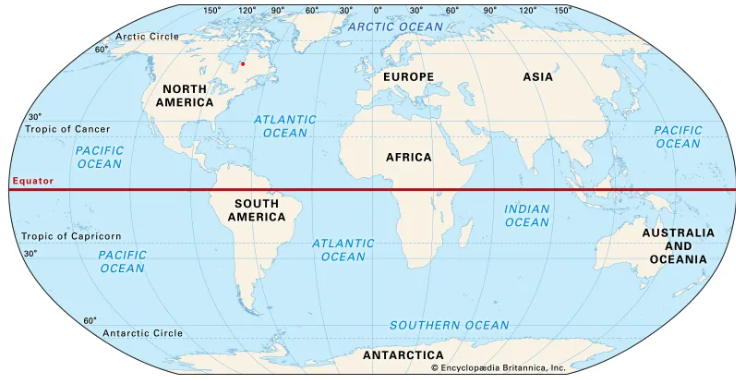 150° 120° 90° 60° 30° 0° 30° 60° 90° 120° 150°
ARCTIC OCEAN
Arctic Circle
60°
NORTH
AMERICA
EUROPE
ASIA
30°
Tropic of Cancer
ATLANTIC
OCEAN
PACIFIC
OCEAN
PACIFIC
OCEAN
AFRICA
Equator
SOUTH
AMERICA
INDIAN
OCEAN
Tropic of Capricorn
30°
PACIFIC
OCEAN
ATLANTIC
OCEAN
AUSTRALIA
AND
OCEANIA
60°
Antarctic Circle
SOUTHERN OCEAN
ANTARCTICA
© Encyclopædia Britannica, Inc.